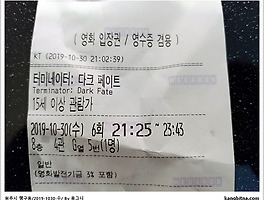 ( 영화 입장권 / 영수증 겸용 )
KT (2019-10-30 21:02:39)
터미네이터: 다크 페이트
Terminator: Dark Fate
15세 이상 관람가
2019-10-30(수) 6회 21:25 ~ 23:43
8층 4관 G열 5번(1명)
일반
(영화발전기금 3% 포함)
kanobitna.com